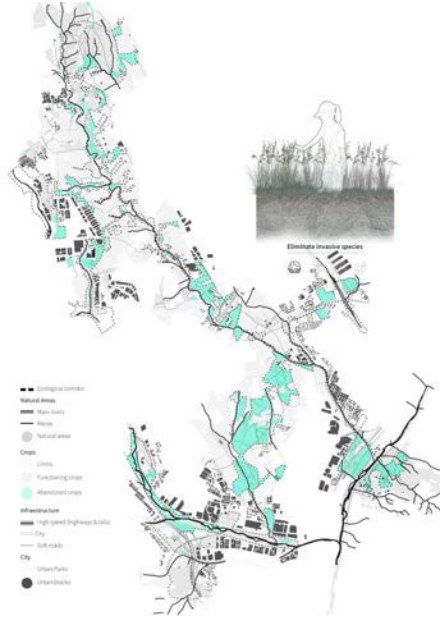 Eliminate invasive species
Ecological corridor
Natural Areas
Main rivers
Rieres
Natural areas
Crops
Limits
Functioning crops
Abandoned crops
Infrastructure
High speed (highways & rails)
City
Soft roads
City
Urban Parks
Urban blocks